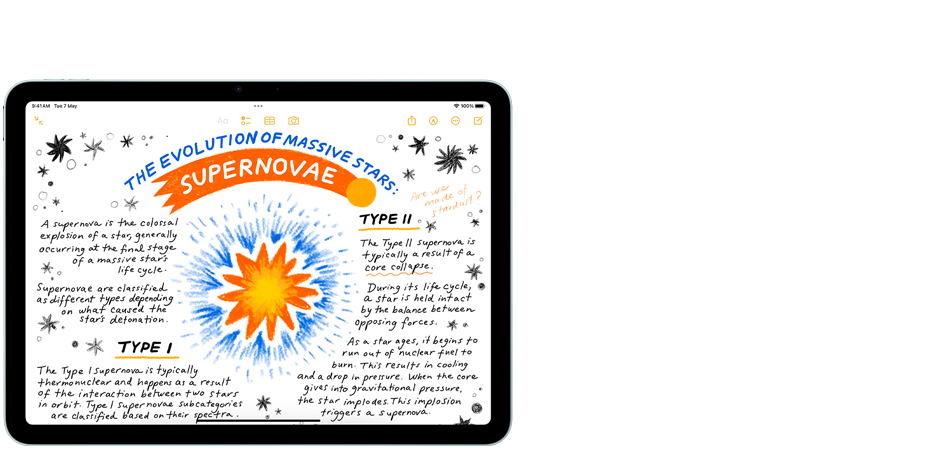 9:41AM Tue 7 May
100%
Aa
THE EVOLUTION OF MASSIVE STARS:
SUPERNOVAE
Are we
made of
stardust?
A supernova is the colossal
explosion of a star, generally
occurring at the final stage
of a massive star's
life cycle.
Supernovae are classified
as different types depending
on what caused the
star's detonation.
TYPE I
The Type I supernova is typically
thermonuclear and happens as a result
of the interaction between two stars
in orbit. Type I supernovae subcategories
are classified based on their spectra.
TYPE II
The Type II supernova is
typically a result of a
core collapse.
During its life cycle,
a star is held intact
by the balance between
opposing forces.
As a star ages, it begins to
run out of nuclear fuel to
burn. This results in cooling
and a drop in pressure. When the core
gives into gravitational pressure,
the star implodes. This implosion
triggers a supernova.